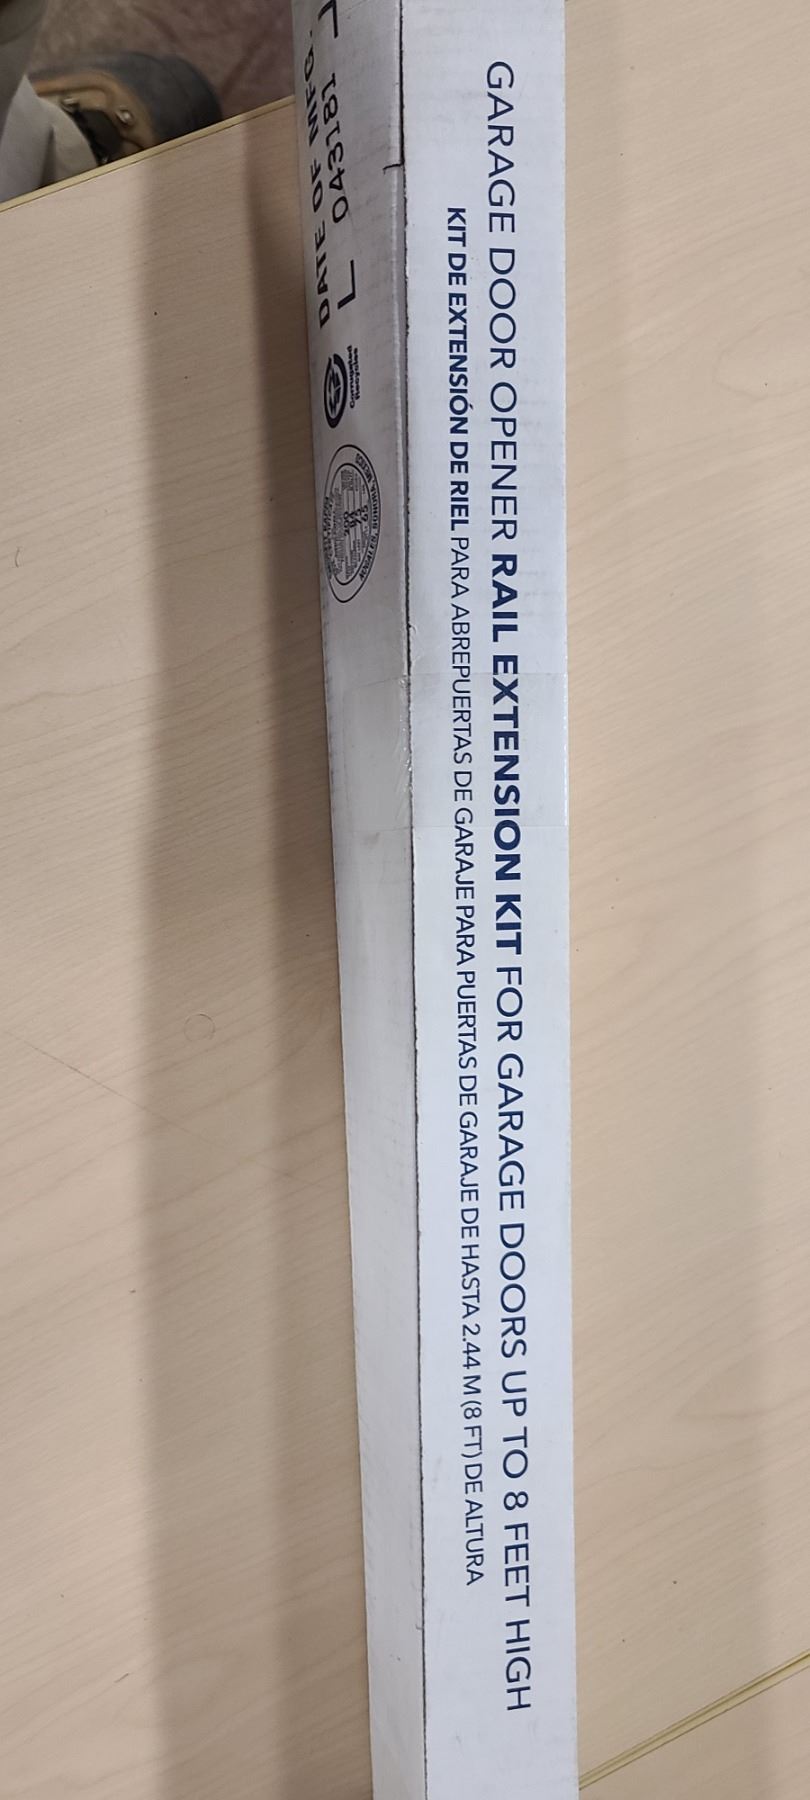 GARAGE DOOR OPENER RAIL EXTENSION KIT FOR GARAGE DOORS UP TO 8 FEET HIGH
KIT DE EXTENSIÓN DE RIEL PARA ABREPUERTAS DE GARAJE PARA PUERTAS DE GARAJE DE HASTA 2.44 M (8 FT) DE ALTURA
DATE OF MFG.
043181
Corrugated
Recycles